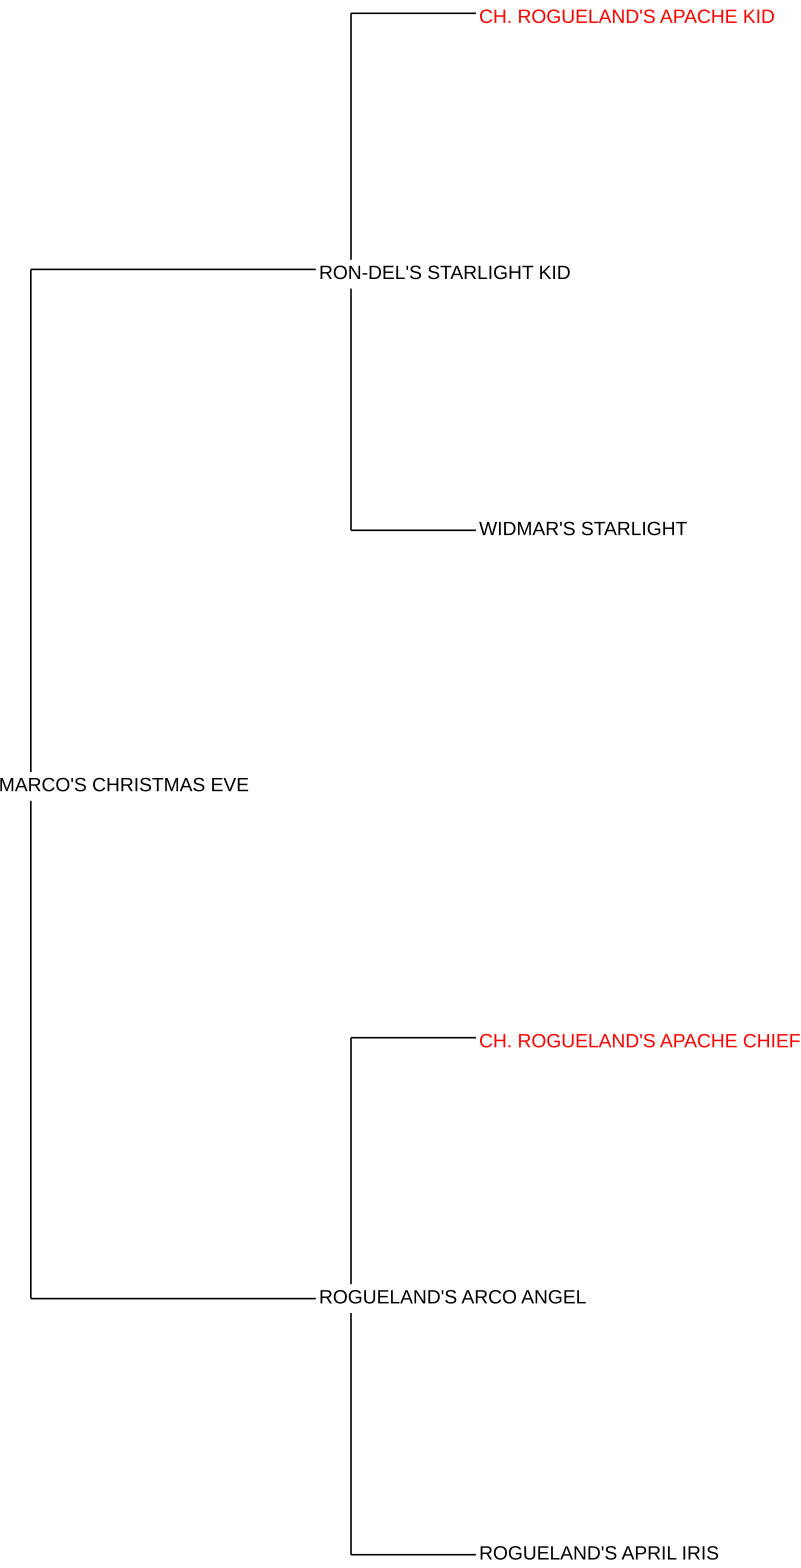 CH. ROGUELAND'S APACHE KID
RON-DEL'S STARLIGHT KID
WIDMAR'S STARLIGHT
MARCO'S CHRISTMAS EVE
CH. ROGUELAND'S APACHE CHIEF
ROGUELAND'S ARCO ANGEL
ROGUELAND'S APRIL IRIS